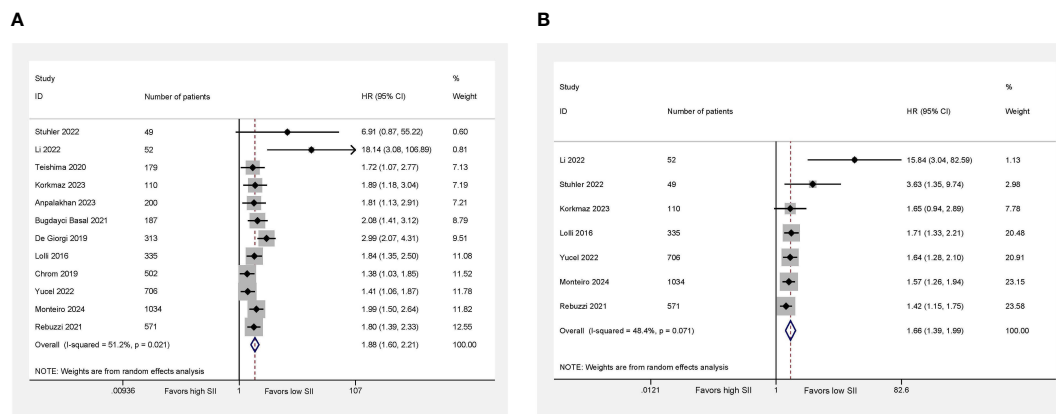 A
Study %
ID Number of patients HR (95% CI) Weight
Stuhler 2022 49 6.91 (0.87, 55.22) 0.60
Li 2022 52 18.14 (3.08, 106.89) 0.81
Teishima 2020 179 1.72 (1.07, 2.77) 7.13
Korkmaz 2023 110 1.89 (1.18, 3.04) 7.19
Anpalakhan 2023 200 1.81 (1.13, 2.91) 7.21
Bugdayci Basal 2021 187 2.08 (1.41, 3.12) 8.79
De Giorgi 2019 313 2.99 (2.07, 4.31) 9.51
Lolli 2016 335 1.84 (1.35, 2.50) 11.08
Chrom 2019 502 1.38 (1.03, 1.85) 11.52
Yucel 2022 706 1.41 (1.06, 1.87) 11.78
Monteiro 2024 1034 1.99 (1.50, 2.64) 11.82
Rebuzzi 2021 571 1.80 (1.39, 2.33) 12.55
Overall (I-squared = 51.2%, p = 0.021) 1.88 (1.60, 2.21) 100.00
NOTE: Weights are from random effects analysis
.00936 Favors high SII 1 Favors low SII 107
B
Study %
ID Number of patients HR (95% CI) Weight
Li 2022 52 15.84 (3.04, 82.59) 1.13
Stuhler 2022 49 3.63 (1.35, 9.74) 2.98
Korkmaz 2023 110 1.65 (0.94, 2.89) 7.78
Lolli 2016 335 1.71 (1.33, 2.21) 20.48
Yucel 2022 706 1.64 (1.28, 2.10) 20.91
Monteiro 2024 1034 1.57 (1.26, 1.94) 23.15
Rebuzzi 2021 571 1.42 (1.15, 1.75) 23.58
Overall (I-squared = 48.4%, p = 0.071) 1.66 (1.39, 1.99) 100.00
NOTE: Weights are from random effects analysis
.0121 Favors high SII 1 Favors low SII 82.6